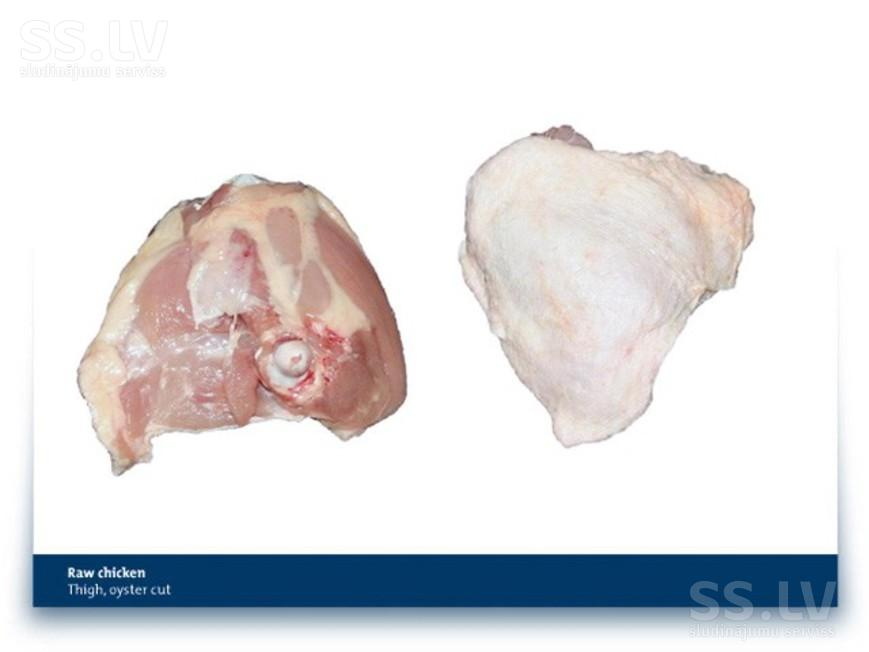 SS.LV
sludinājumu serviss
Raw chicken
Thigh, oyster cut
SS.LV
sludinājumu serviss